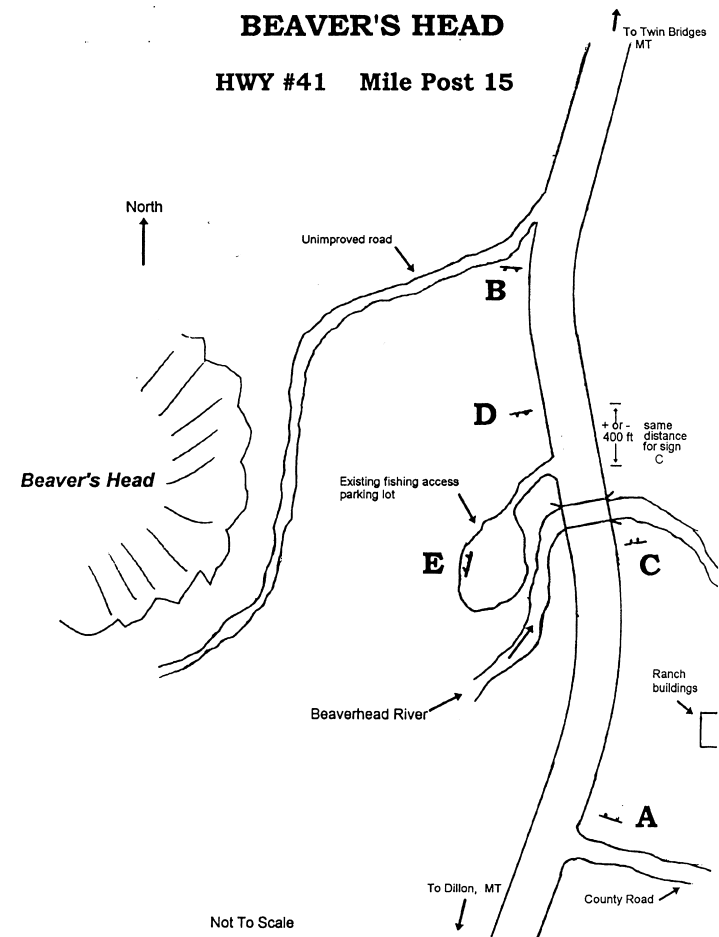 BEAVER'S HEAD
To Twin Bridges
MT
HWY #41 Mile Post 15
North
Unimproved road
B
D
+ or -
400 ft
same
distance
for sign
C
Beaver's Head
Existing fishing access
parking lot
E
C
Ranch
buildings
Beaverhead River
A
To Dillon, MT
County Road
Not To Scale